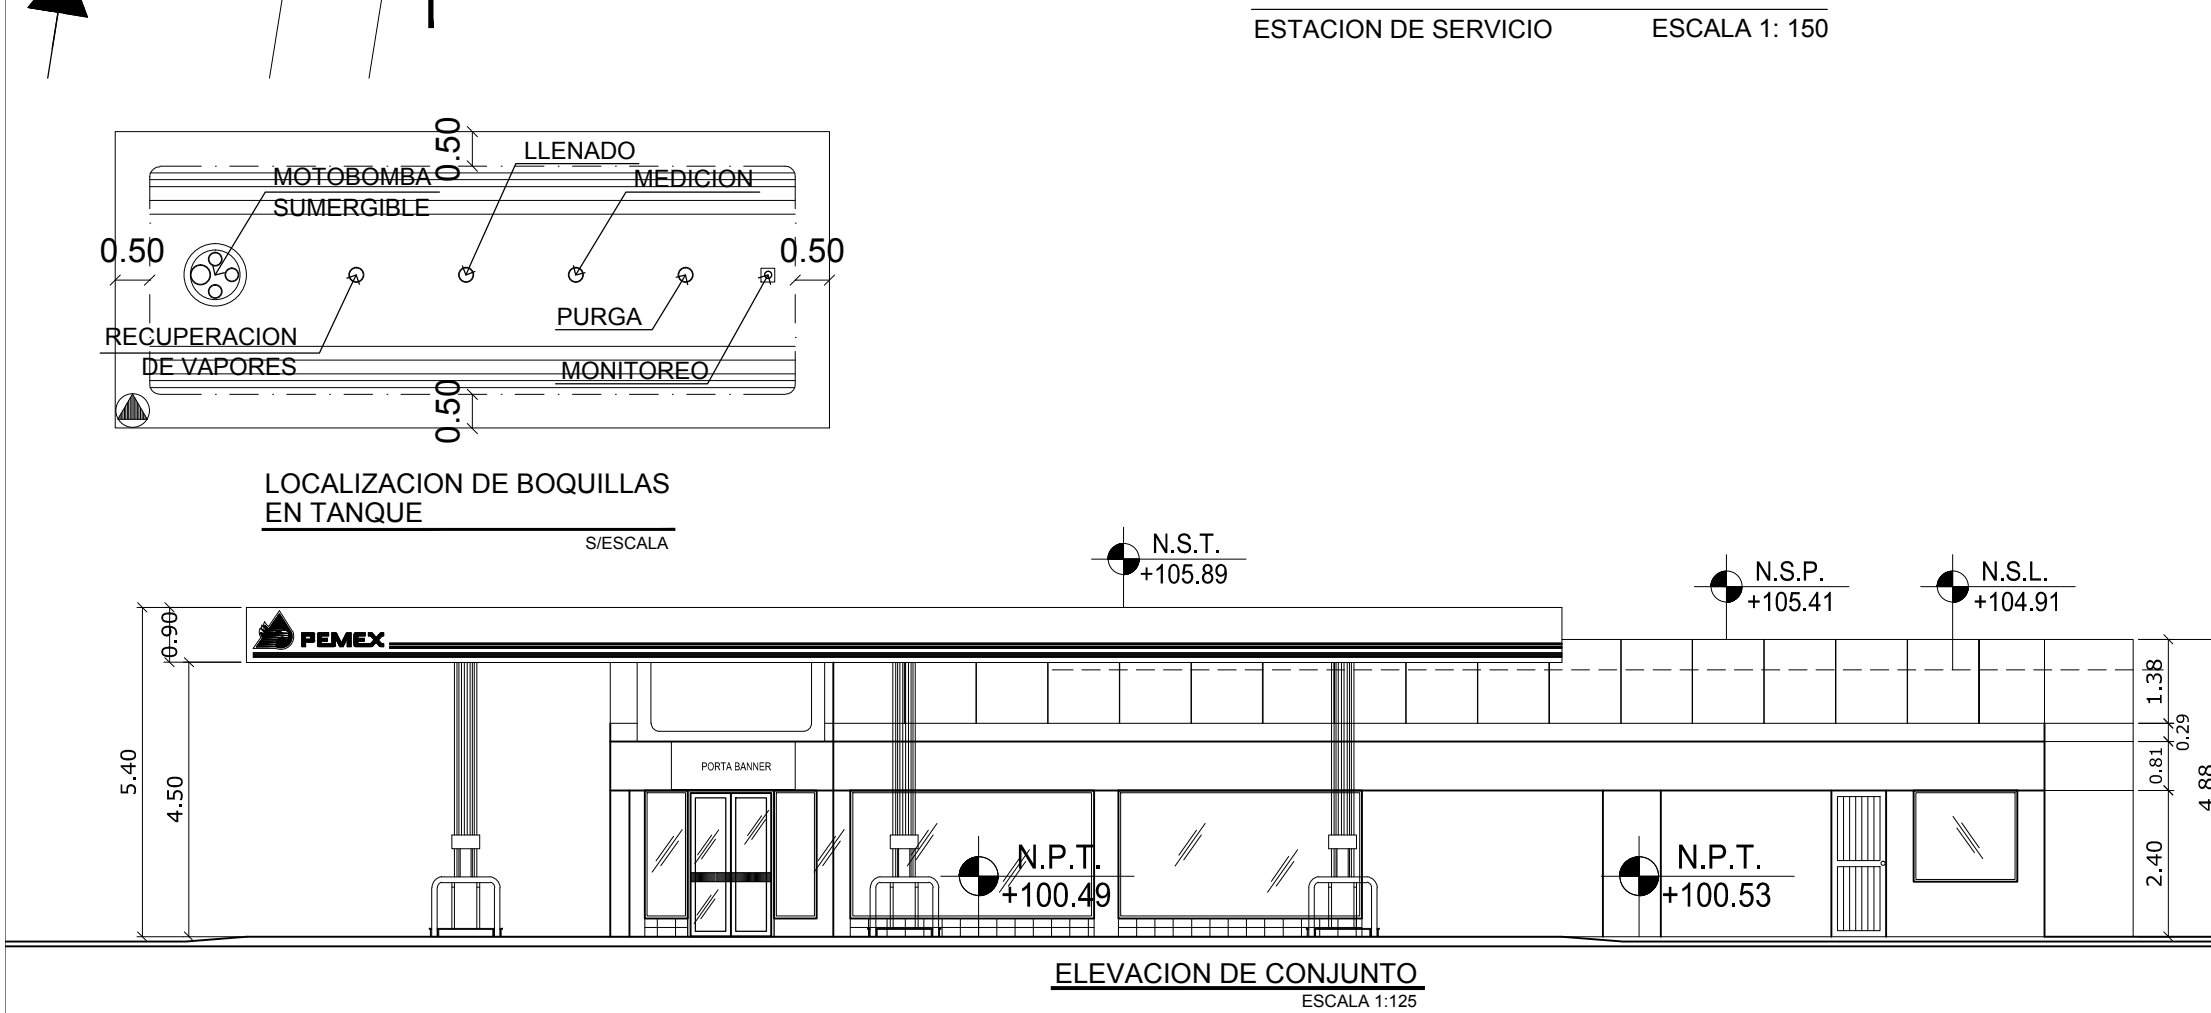 ESTACION DE SERVICIO ESCALA 1: 150
0.50
LLENADO
MOTOBOMBA
SUMERGIBLE
MEDICION
0.50
0.50
PURGA
RECUPERACION
DE VAPORES
MONITOREO
0.50
LOCALIZACION DE BOQUILLAS
EN TANQUE
S/ESCALA
N.S.T.
+105.89
N.S.P.
+105.41
N.S.L.
+104.91
0.90
PEMEX
5.40
4.50
1.38
0.29
0.81
4.88
2.40
PORTA BANNER
N.P.T.
+100.49
N.P.T.
+100.53
ELEVACION DE CONJUNTO
ESCALA 1:125